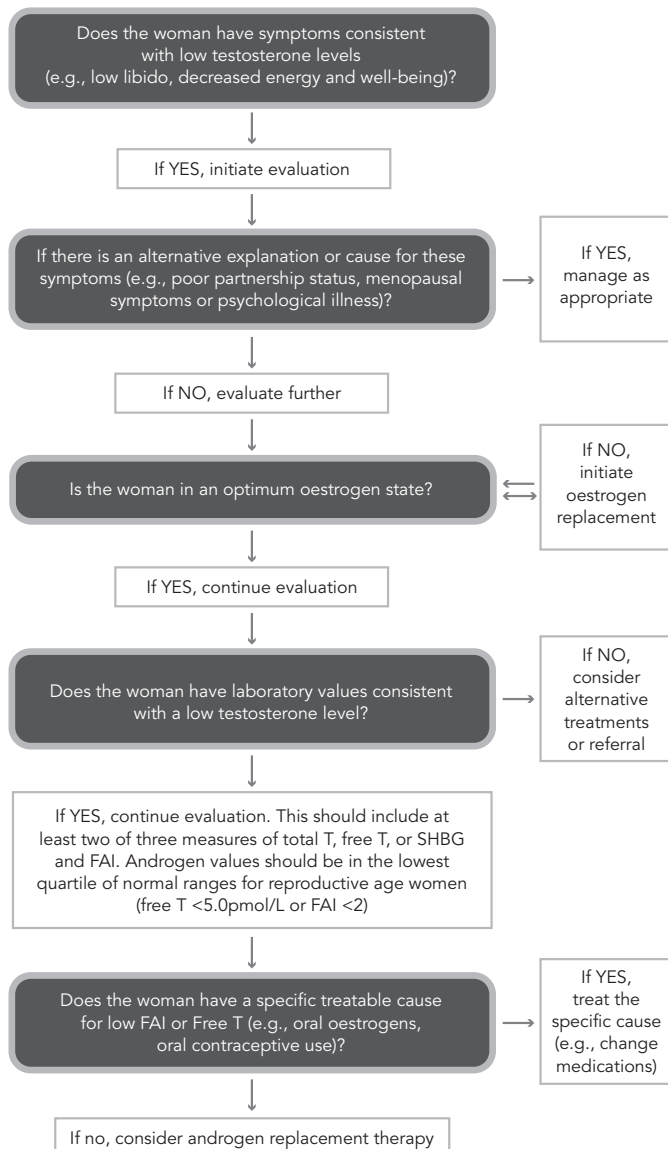 Does the woman have symptoms consistent
with low testosterone levels
(e.g., low libido, decreased energy and well-being)?
If YES, initiate evaluation
If there is an alternative explanation or cause for these
symptoms (e.g., poor partnership status, menopausal
symptoms or psychological illness)?
If YES,
manage as
appropriate
If NO, evaluate further
Is the woman in an optimum oestrogen state?
If NO,
initiate
oestrogen
replacement
If YES, continue evaluation
Does the woman have laboratory values consistent
with a low testosterone level?
If NO,
consider
alternative
treatments
or referral
If YES, continue evaluation. This should include at
least two of three measures of total T, free T, or SHBG
and FAI. Androgen values should be in the lowest
quartile of normal ranges for reproductive age women
(free T <5.0pmol/L or FAI <2)
Does the woman have a specific treatable cause
for low FAI or Free T (e.g., oral oestrogens,
oral contraceptive use)?
If YES,
treat the
specific cause
(e.g., change
medications)
If no, consider androgen replacement therapy